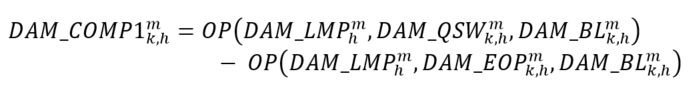 DAM_COMP1^m_{k,h} = OP(DAM_LMP^m_h, DAM_QSW^m_{k,h}, DAM_BL^m_{k,h})
− OP(DAM_LMP^m_h, DAM_EOP^m_{k,h}, DAM_BL^m_{k,h})